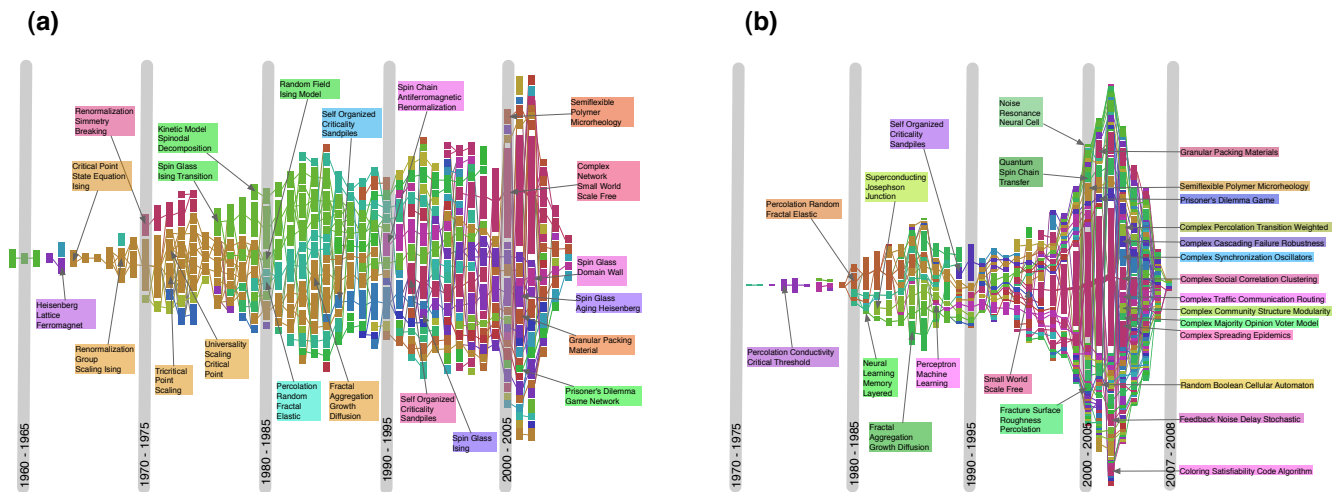 (a)
Renormalization
Simmetry
Breaking
Critical Point
State Equation
Ising
Kinetic Model
Spinodal
Decomposition
Spin Glass
Ising Transition
Random Field
Ising Model
Self Organized
Criticality
Sandpiles
Spin Chain
Antiferromagnetic
Renormalization
Semiflexible
Polymer
Microrheology
Complex
Network
Small World
Scale Free
Spin Glass
Domain Wall
Spin Glass
Aging Heisenberg
Granular Packing
Material
Prisoner's Dilemma
Game Network
Heisenberg
Lattice
Ferromagnet
Renormalization
Group
Scaling Ising
Tricritical
Point
Scaling
Universality
Scaling
Critical
Point
Percolation
Random
Fractal
Elastic
Fractal
Aggregation
Growth
Diffusion
Self Organized
Criticality
Sandpiles
Spin Glass
Ising
1960 - 1965
1970 - 1975
1980 - 1985
1990 - 1995
2000 - 2005
(b)
Noise
Resonance
Neural Cell
Quantum
Spin Chain
Transfer
Self Organized
Criticality
Sandpiles
Superconducting
Josephson
Junction
Percolation Random
Fractal Elastic
Granular Packing Materials
Semiflexible Polymer Microrheology
Prisoner's Dilemma Game
Complex Percolation Transition Weighted
Complex Cascading Failure Robustness
Complex Synchronization Oscillators
Complex Social Correlation Clustering
Complex Traffic Communication Routing
Complex Community Structure Modularity
Complex Majority Opinion Voter Model
Complex Spreading Epidemics
Random Boolean Cellular Automaton
Feedback Noise Delay Stochastic
Coloring Satisfiability Code Algorithm
Percolation Conductivity
Critical Threshold
Neural
Learning
Memory
Layered
Perceptron
Machine
Learning
Fractal
Aggregation
Growth Diffusion
Small World
Scale Free
Fracture Surface
Roughness
Percolation
1970 - 1975
1980 - 1985
1990 - 1995
2000 - 2005
2007 - 2008